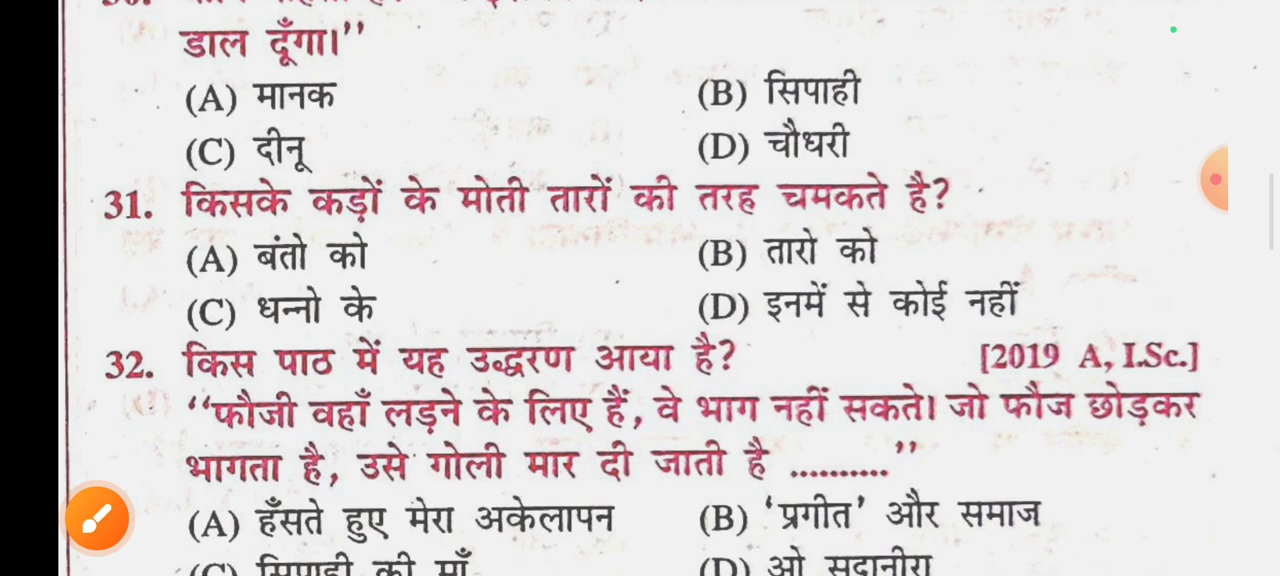 डाल दूँगा।”
(A) मानक (B) सिपाही
(C) दीनू (D) चौधरी
31. किसके कड़ों के मोती तारों की तरह चमकते है?
(A) बंतो को (B) तारो को
(C) धन्नो के (D) इनमें से कोई नहीं
32. किस पाठ में यह उद्धरण आया है? [2019 A, I.Sc.]
“फौजी वहाँ लड़ने के लिए हैं, वे भाग नहीं सकते। जो फौज छोड़कर
भागता है, उसे गोली मार दी जाती है ...........”
(A) हँसते हुए मेरा अकेलापन (B) ‘प्रगीत’ और समाज
(C) सिपाही की माँ (D) ओ सदानीरा